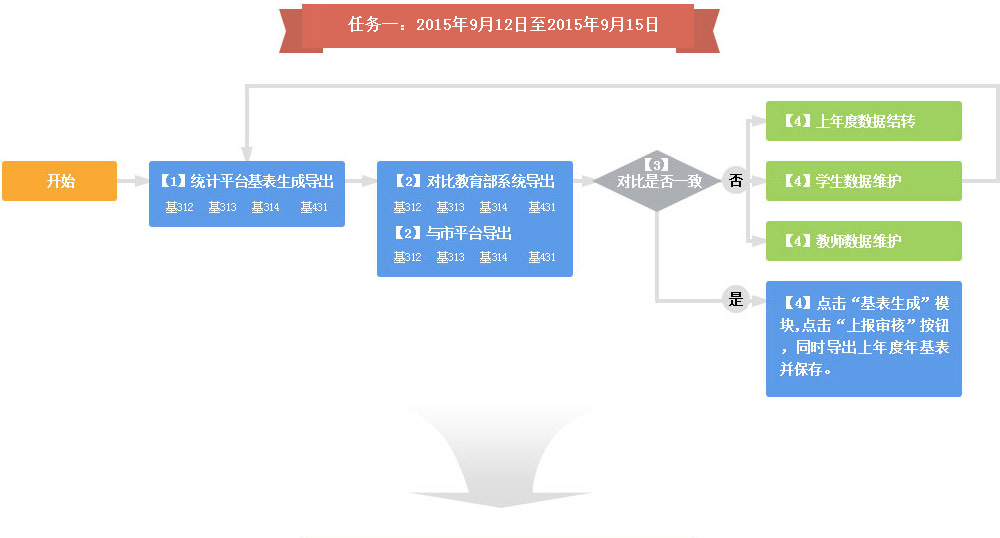 任务一：2015年9月12日至2015年9月15日
开始
【1】统计平台基表生成导出
基312 基313 基314 基431
【2】对比教育部系统导出
基312 基313 基314 基431
【2】与市平台导出
基312 基313 基314 基431
【3】
对比是否一致
否
【4】上年度数据结转
【4】学生数据维护
【4】教师数据维护
是
【4】点击“基表生成”模
块,点击“上报审核”按钮
，同时导出上年度年基表
并保存。